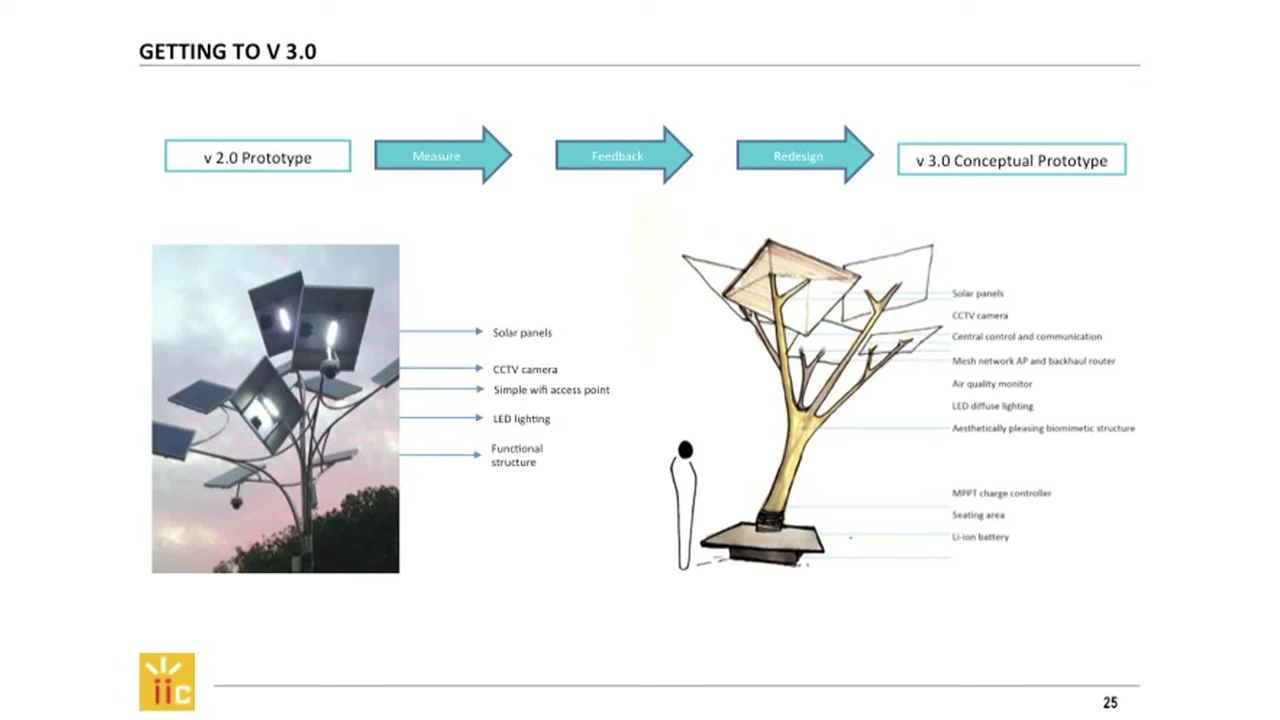 GETTING TO V 3.0
v 2.0 Prototype
Measure
Feedback
Redesign
v 3.0 Conceptual Prototype
Solar panels
CCTV camera
Simple wifi access point
LED lighting
Functional
structure
Solar panels
CCTV camera
Central control and communication
Mesh network AP and backhaul router
Air quality monitor
LED diffuse lighting
Aesthetically pleasing biomimetic structure
MPPT charge controller
Seating area
Li-ion battery
iic
25